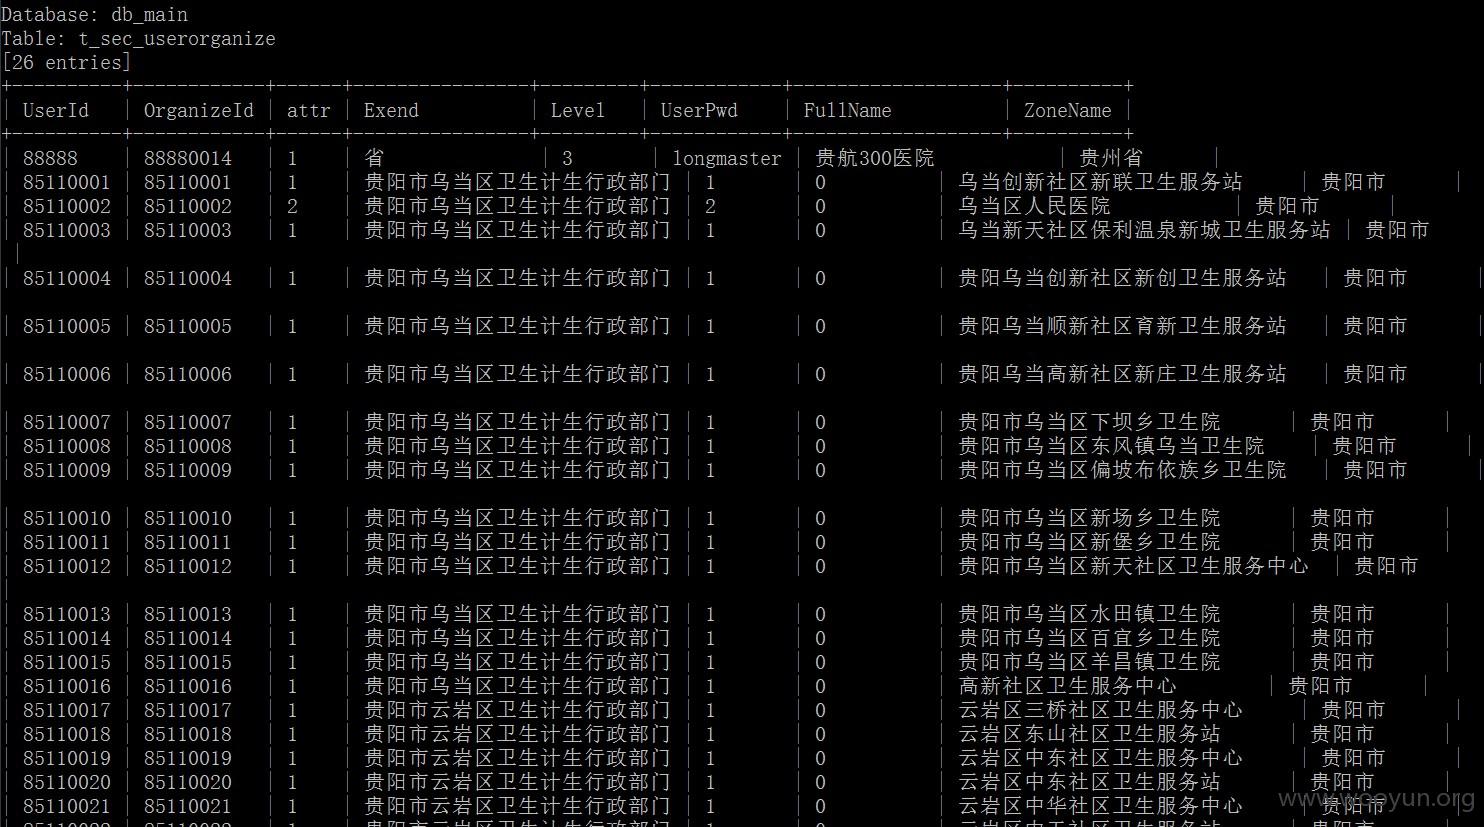 Database: db_main
Table: t_sec_userorganize
[26 entries]
| UserId | OrganizeId | attr | Exend | Level | UserPwd | FullName | ZoneName |
| 88888 | 88880014 | 1 | 省 | 3 | longmaster | 贵航300医院 | 贵州省 |
| 85110001 | 85110001 | 1 | 贵阳市乌当区卫生计生行政部门 | 1 | 0 | 乌当创新社区新联卫生服务站 | 贵阳市 |
| 85110002 | 85110002 | 2 | 贵阳市乌当区卫生计生行政部门 | 2 | 0 | 乌当区人民医院 | 贵阳市 |
| 85110003 | 85110003 | 1 | 贵阳市乌当区卫生计生行政部门 | 1 | 0 | 乌当新天社区保利温泉新城卫生服务站 | 贵阳市
|
| 85110004 | 85110004 | 1 | 贵阳市乌当区卫生计生行政部门 | 1 | 0 | 贵阳乌当创新社区新创卫生服务站 | 贵阳市 |
| 85110005 | 85110005 | 1 | 贵阳市乌当区卫生计生行政部门 | 1 | 0 | 贵阳乌当顺新社区育新卫生服务站 | 贵阳市 |
| 85110006 | 85110006 | 1 | 贵阳市乌当区卫生计生行政部门 | 1 | 0 | 贵阳乌当高新社区新庄卫生服务站 | 贵阳市 |
| 85110007 | 85110007 | 1 | 贵阳市乌当区卫生计生行政部门 | 1 | 0 | 贵阳市乌当区下坝乡卫生院 | 贵阳市 |
| 85110008 | 85110008 | 1 | 贵阳市乌当区卫生计生行政部门 | 1 | 0 | 贵阳市乌当区东风镇乌当卫生院 | 贵阳市 |
| 85110009 | 85110009 | 1 | 贵阳市乌当区卫生计生行政部门 | 1 | 0 | 贵阳市乌当区偏坡布依族乡卫生院 | 贵阳市 |
| 85110010 | 85110010 | 1 | 贵阳市乌当区卫生计生行政部门 | 1 | 0 | 贵阳市乌当区新场乡卫生院 | 贵阳市 |
| 85110011 | 85110011 | 1 | 贵阳市乌当区卫生计生行政部门 | 1 | 0 | 贵阳市乌当区新堡乡卫生院 | 贵阳市 |
| 85110012 | 85110012 | 1 | 贵阳市乌当区卫生计生行政部门 | 1 | 0 | 贵阳市乌当区新天社区卫生服务中心 | 贵阳市
|
| 85110013 | 85110013 | 1 | 贵阳市乌当区卫生计生行政部门 | 1 | 0 | 贵阳市乌当区水田镇卫生院 | 贵阳市 |
| 85110014 | 85110014 | 1 | 贵阳市乌当区卫生计生行政部门 | 1 | 0 | 贵阳市乌当区百宜乡卫生院 | 贵阳市 |
| 85110015 | 85110015 | 1 | 贵阳市乌当区卫生计生行政部门 | 1 | 0 | 贵阳市乌当区羊昌镇卫生院 | 贵阳市 |
| 85110016 | 85110016 | 1 | 贵阳市乌当区卫生计生行政部门 | 1 | 0 | 高新社区卫生服务中心 | 贵阳市 |
| 85110017 | 85110017 | 1 | 贵阳市云岩区卫生计生行政部门 | 1 | 0 | 云岩区三桥社区卫生服务中心 | 贵阳市 |
| 85110018 | 85110018 | 1 | 贵阳市云岩区卫生计生行政部门 | 1 | 0 | 云岩区东山社区卫生服务站 | 贵阳市 |
| 85110019 | 85110019 | 1 | 贵阳市云岩区卫生计生行政部门 | 1 | 0 | 云岩区中东社区卫生服务中心 | 贵阳市 |
| 85110020 | 85110020 | 1 | 贵阳市云岩区卫生计生行政部门 | 1 | 0 | 云岩区中东社区卫生服务站 | 贵阳市 |
| 85110021 | 85110021 | 1 | 贵阳市云岩区卫生计生行政部门 | 1 | 0 | 云岩区中华社区卫生服务中心 | 贵阳市 |
www.wooyun.org